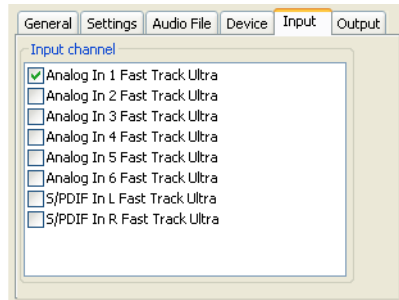 General Settings Audio File Device Input Output
Input channel
Analog In 1 Fast Track Ultra
Analog In 2 Fast Track Ultra
Analog In 3 Fast Track Ultra
Analog In 4 Fast Track Ultra
Analog In 5 Fast Track Ultra
Analog In 6 Fast Track Ultra
S/PDIF In L Fast Track Ultra
S/PDIF In R Fast Track Ultra